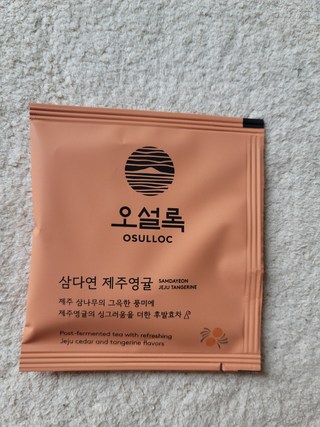 오설록
OSULLOC
삼다연 제주영귤 SAMDAYEON
JEJU TANGERINE
제주 삼나무의 그윽한 풍미에
제주영귤의 싱그러움을 더한 후발효차
Post-fermented tea with refreshing
Jeju cedar and tangerine flavors